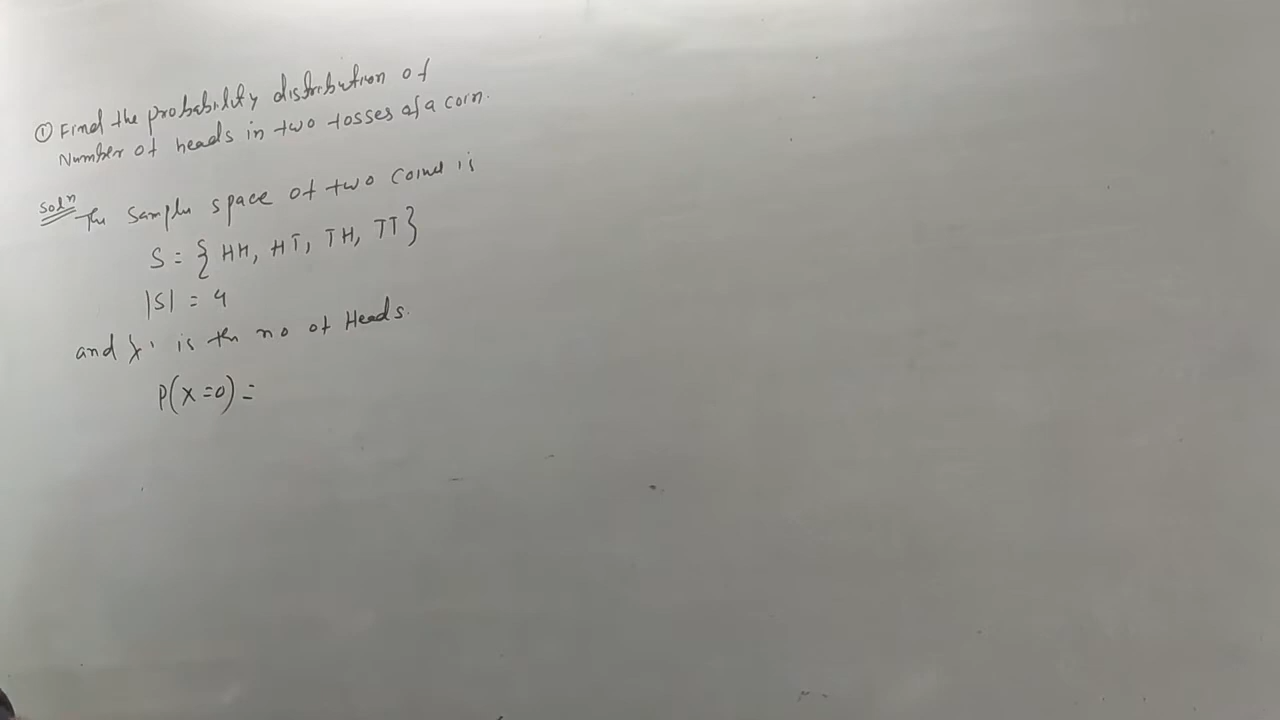 ① Find the probability distribution of
Number of heads in two tosses of a coin.
Soln The Sample space of two Coins is
S = { HH, HT, TH, TT }
|S| = 4
and X' is the no of Heads.
P(X=0) =